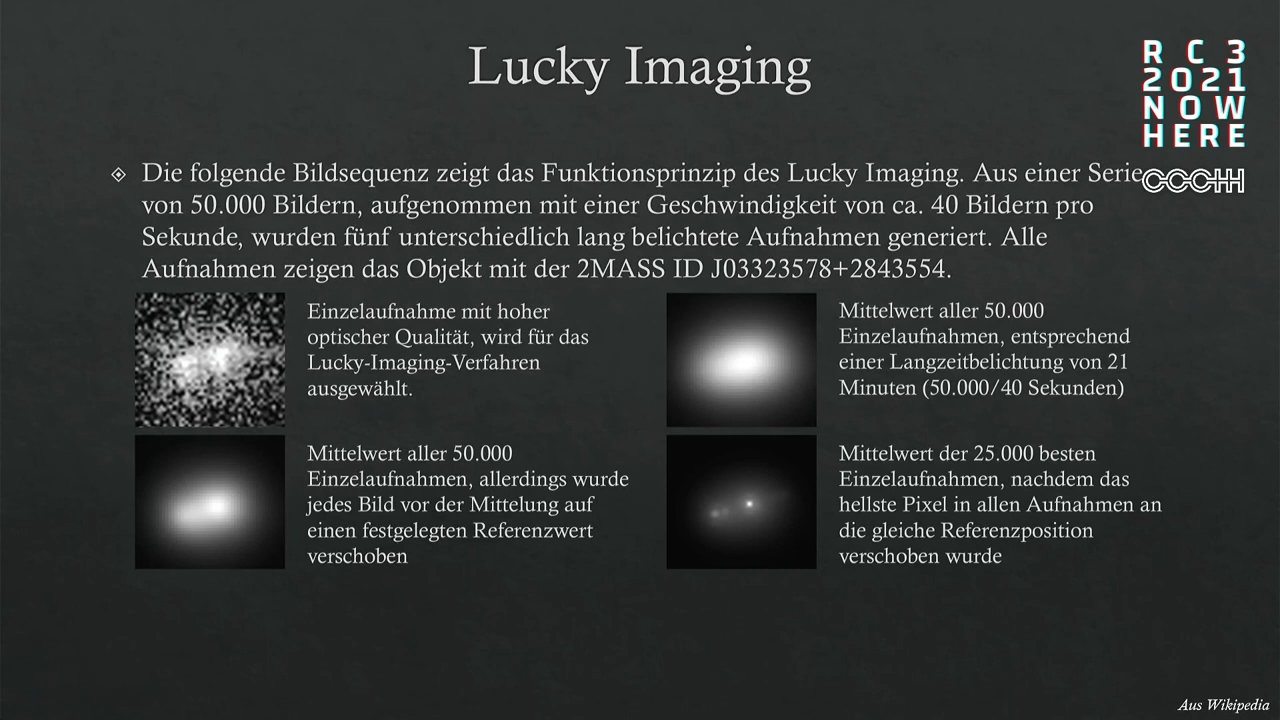 Lucky Imaging
R C 3
2021
N O W
HERE
CCCHH
Die folgende Bildsequenz zeigt das Funktionsprinzip des Lucky Imaging. Aus einer Serie
von 50.000 Bildern, aufgenommen mit einer Geschwindigkeit von ca. 40 Bildern pro
Sekunde, wurden fünf unterschiedlich lang belichtete Aufnahmen generiert. Alle
Aufnahmen zeigen das Objekt mit der 2MASS ID J03323578+2843554.
Einzelaufnahme mit hoher
optischer Qualität, wird für das
Lucky-Imaging-Verfahren
ausgewählt.
Mittelwert aller 50.000
Einzelaufnahmen, entsprechend
einer Langzeitbelichtung von 21
Minuten (50.000/40 Sekunden)
Mittelwert aller 50.000
Einzelaufnahmen, allerdings wurde
jedes Bild vor der Mittelung auf
einen festgelegten Referenzwert
verschoben
Mittelwert der 25.000 besten
Einzelaufnahmen, nachdem das
hellste Pixel in allen Aufnahmen an
die gleiche Referenzposition
verschoben wurde
Aus Wikipedia